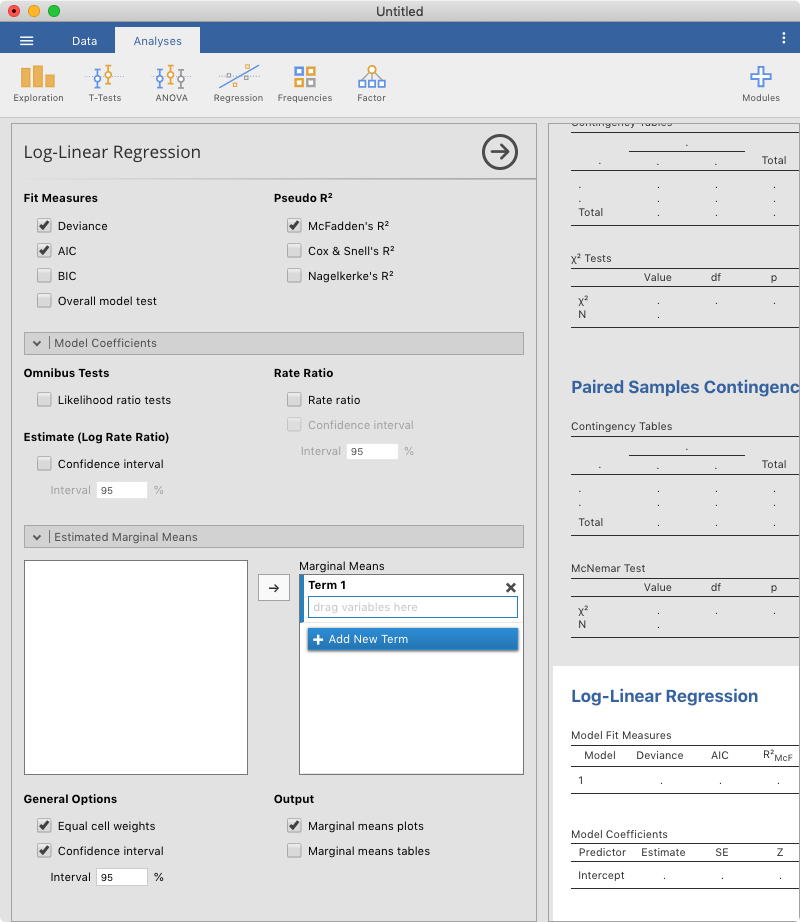 Untitled
Data
Analyses
Exploration
T-Tests
ANOVA
Regression
Frequencies
Factor
Modules
Log-Linear Regression
Fit Measures
Deviance
AIC
BIC
Overall model test
Pseudo R²
McFadden's R²
Cox & Snell's R²
Nagelkerke's R²
Model Coefficients
Omnibus Tests
Likelihood ratio tests
Estimate (Log Rate Ratio)
Confidence interval
Interval 95 %
Rate Ratio
Rate ratio
Confidence interval
Interval 95 %
Estimated Marginal Means
Marginal Means
Term 1
drag variables here
Add New Term
General Options
Equal cell weights
Confidence interval
Interval 95 %
Output
Marginal means plots
Marginal means tables
Contingency Tables
.
. . . Total
. . . .
. . . .
Total . . .
χ² Tests
Value df p
χ² . . .
N .
Paired Samples Contingenc
Contingency Tables
.
. . . Total
. . . .
. . . .
Total . . .
McNemar Test
Value df p
χ² . . .
N .
Log-Linear Regression
Model Fit Measures
Model Deviance AIC R²McF
1 . . .
Model Coefficients
Predictor Estimate SE Z
Intercept . . .